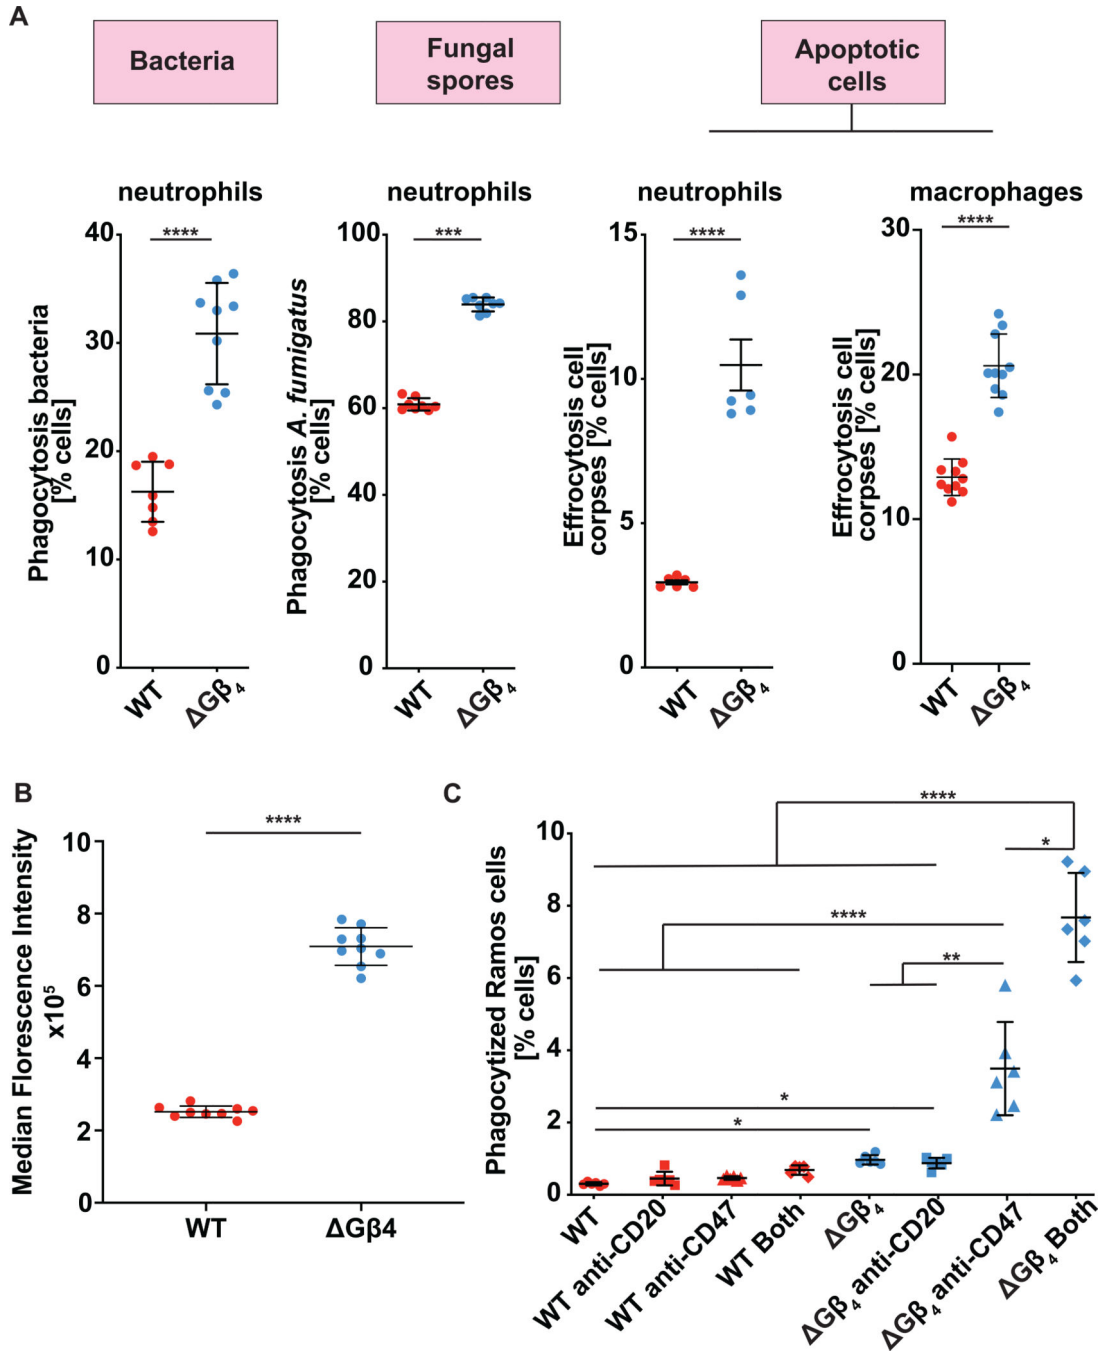 A
Bacteria
Fungal
spores
Apoptotic
cells
neutrophils
neutrophils
neutrophils
macrophages
Phagocytosis bacteria
[% cells]
40
30
20
10
0
****
WT
ΔGβ4
Phagocytosis A. fumigatus
[% cells]
100
80
60
40
20
0
***
WT
ΔGβ4
Effrocytosis cell
corpses [% cells]
15
10
5
0
****
WT
ΔGβ4
Effrocytosis cell
corpses [% cells]
30
20
10
0
****
WT
ΔGβ4
B
Median Florescence Intensity
x10⁵
10
8
6
4
2
0
****
WT
ΔGβ4
C
Phagocytized Ramos cells
[% cells]
10
8
6
4
2
0
****
*
****
**
*
*
WT
WT anti-CD20
WT anti-CD47
WT Both
ΔGβ4
ΔGβ4 anti-CD20
ΔGβ4 anti-CD47
ΔGβ4 Both